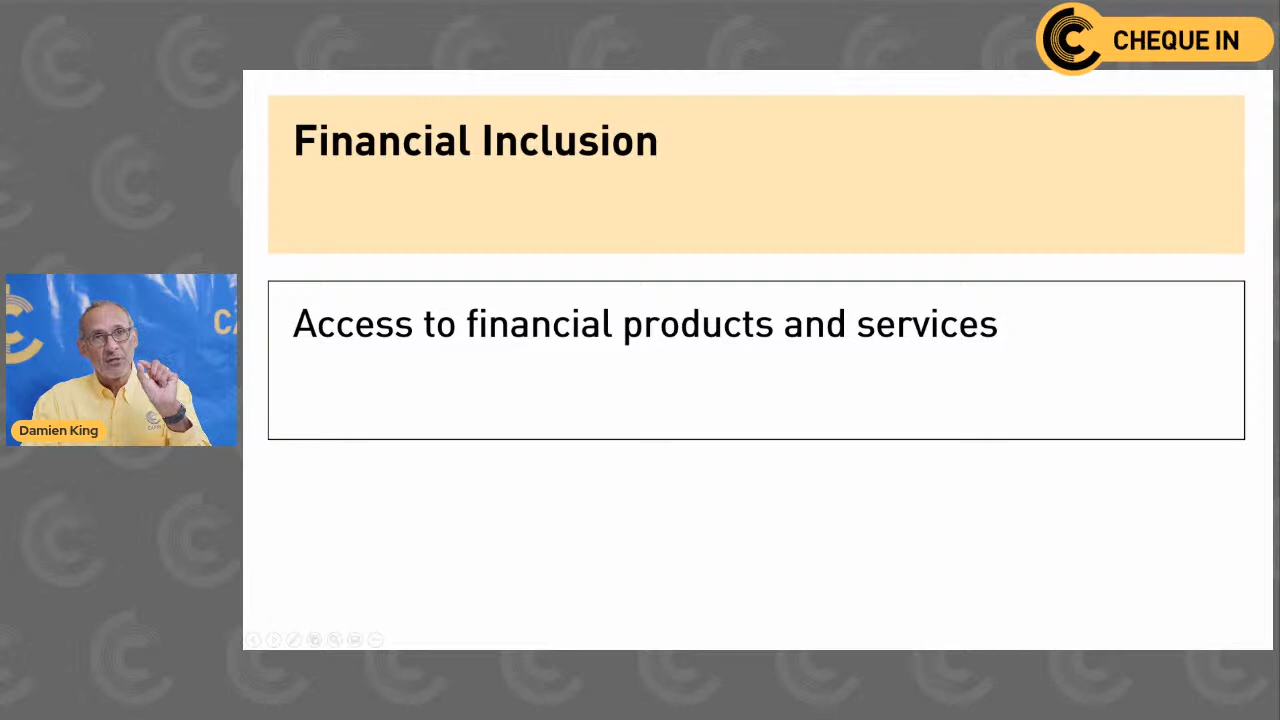 CHEQUE IN
Financial Inclusion
Access to financial products and services
Damien King